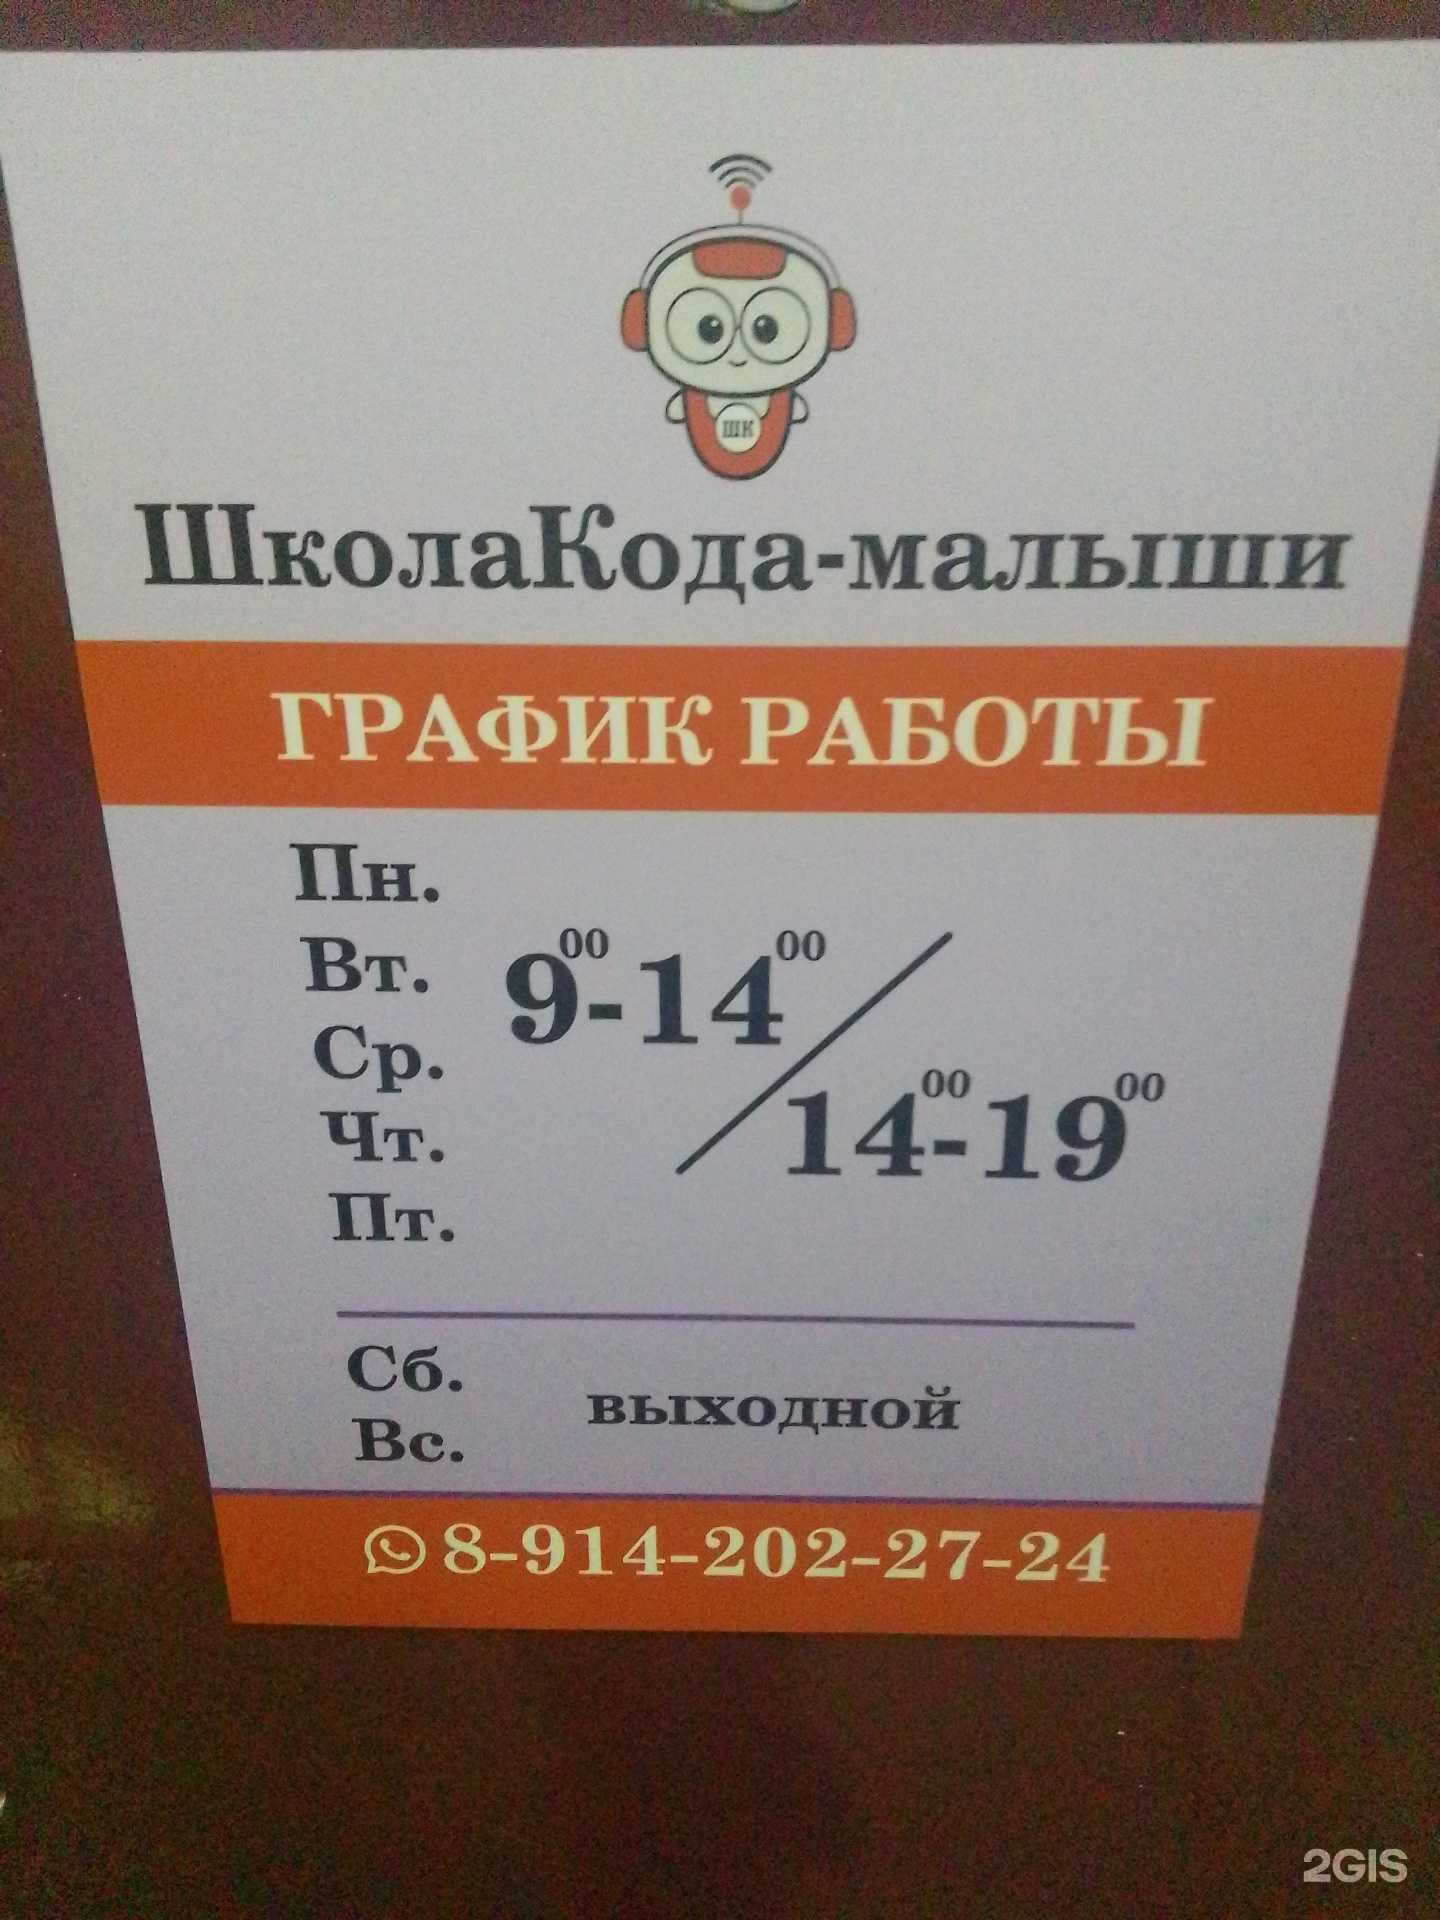 ШК
ШколаКода-малыши
ГРАФИК РАБОТЫ
Пн.
Вт.
Ср.
Чт.
Пт.
9⁰⁰-14⁰⁰
14⁰⁰-19⁰⁰
Сб.
Вс.
выходной
8-914-202-27-24
2GIS